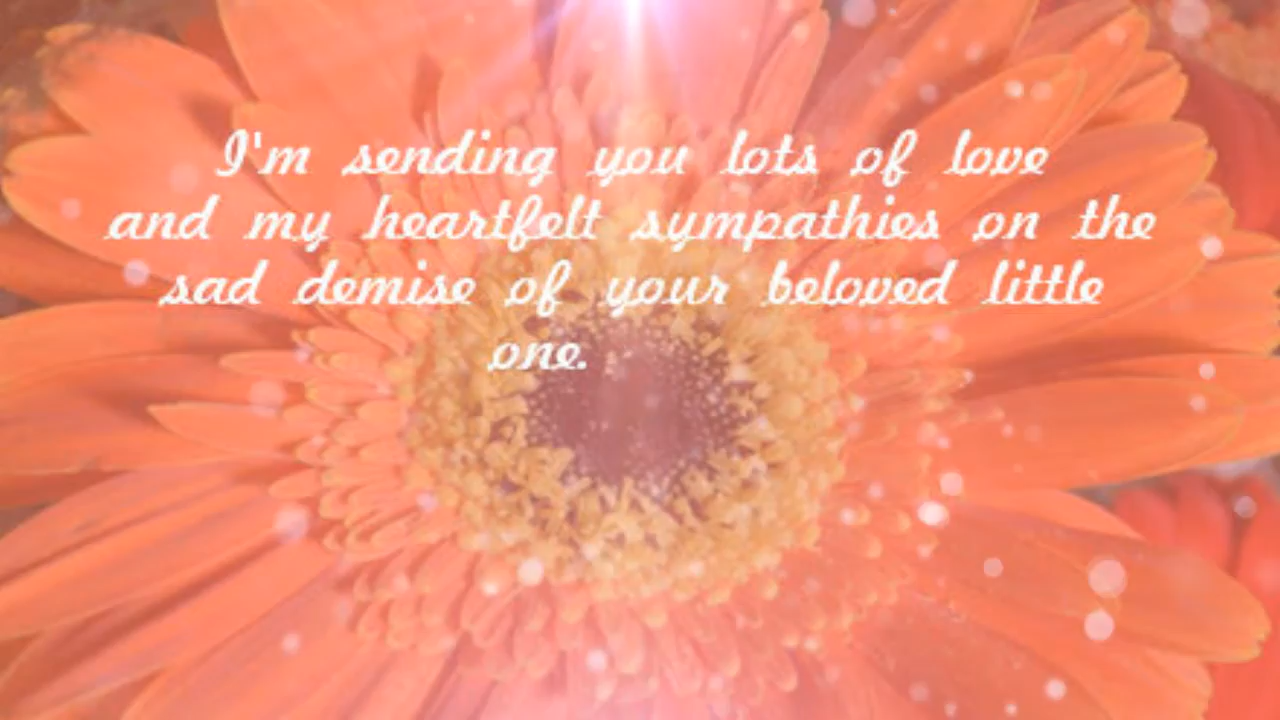 I'm sending you lots of love
and my heartfelt sympathies on the
sad demise of your beloved little
one.